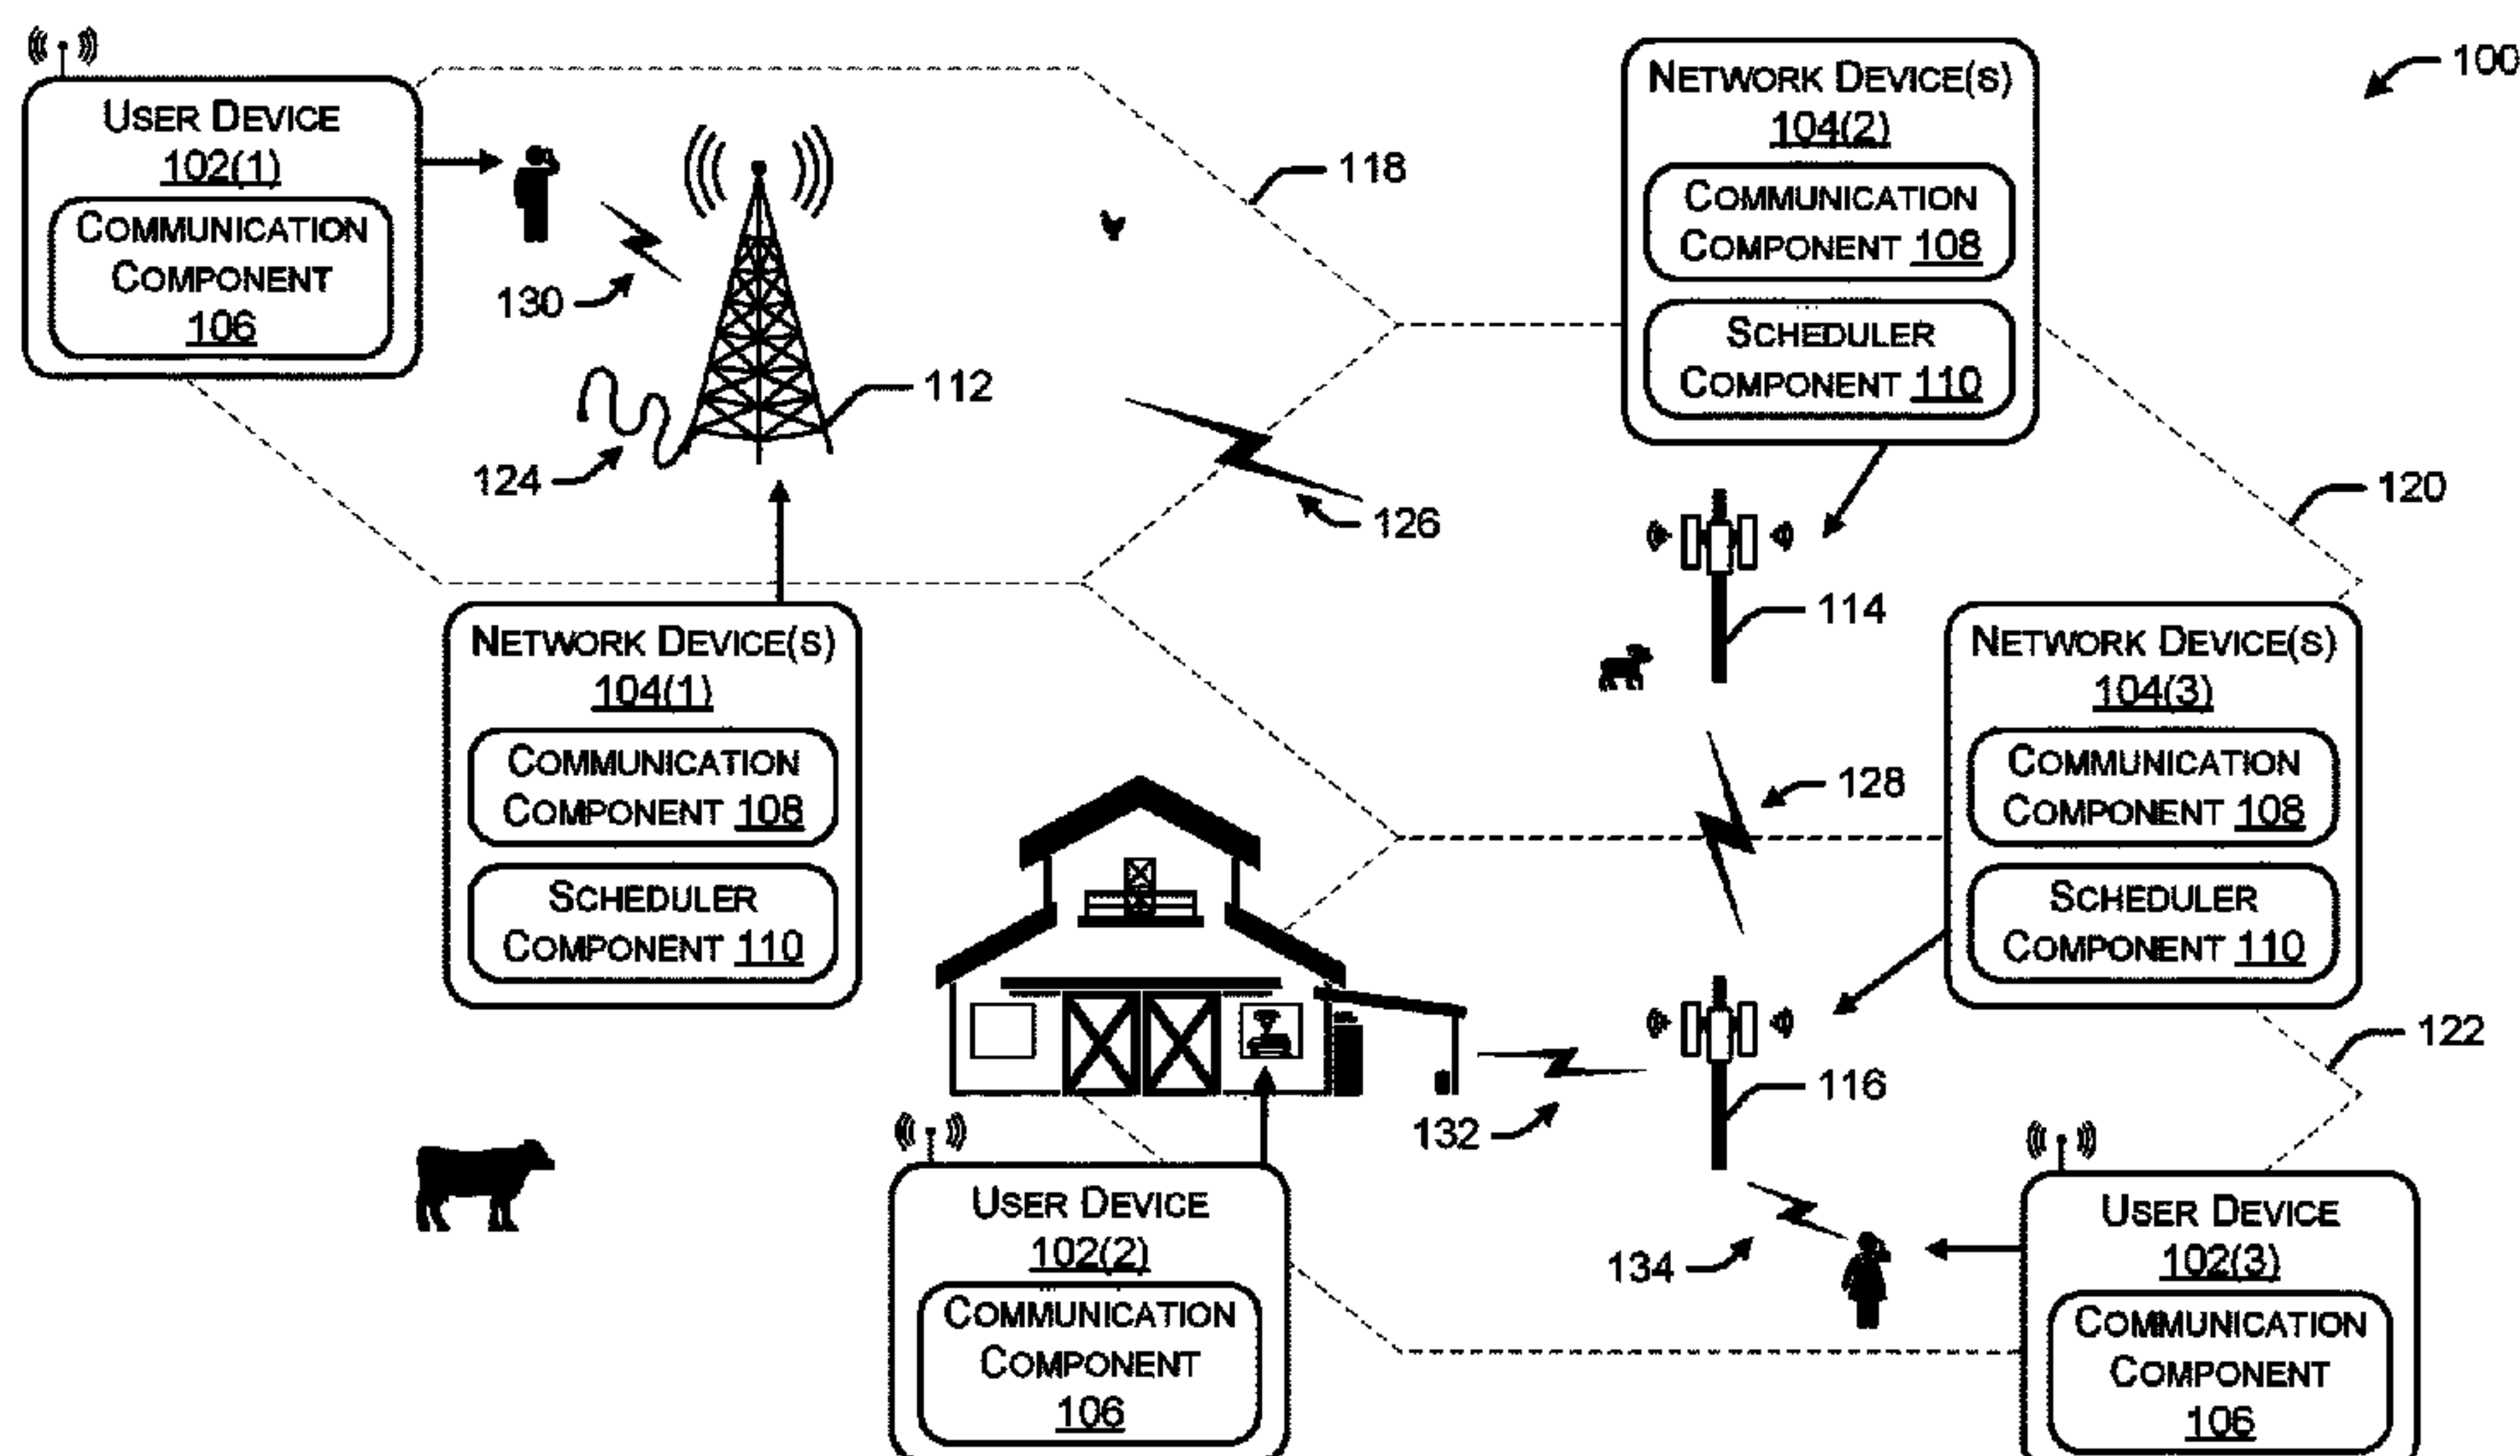 100
USER DEVICE
102(1)
COMMUNICATION
COMPONENT
106
NETWORK DEVICE(S)
104(2)
COMMUNICATION
COMPONENT 108
SCHEDULER
COMPONENT 110
118
130
112
124
126
120
114
NETWORK DEVICE(S)
104(1)
COMMUNICATION
COMPONENT 108
SCHEDULER
COMPONENT 110
NETWORK DEVICE(S)
104(3)
COMMUNICATION
COMPONENT 108
SCHEDULER
COMPONENT 110
128
122
116
132
USER DEVICE
102(2)
COMMUNICATION
COMPONENT
106
134
USER DEVICE
102(3)
COMMUNICATION
COMPONENT
106